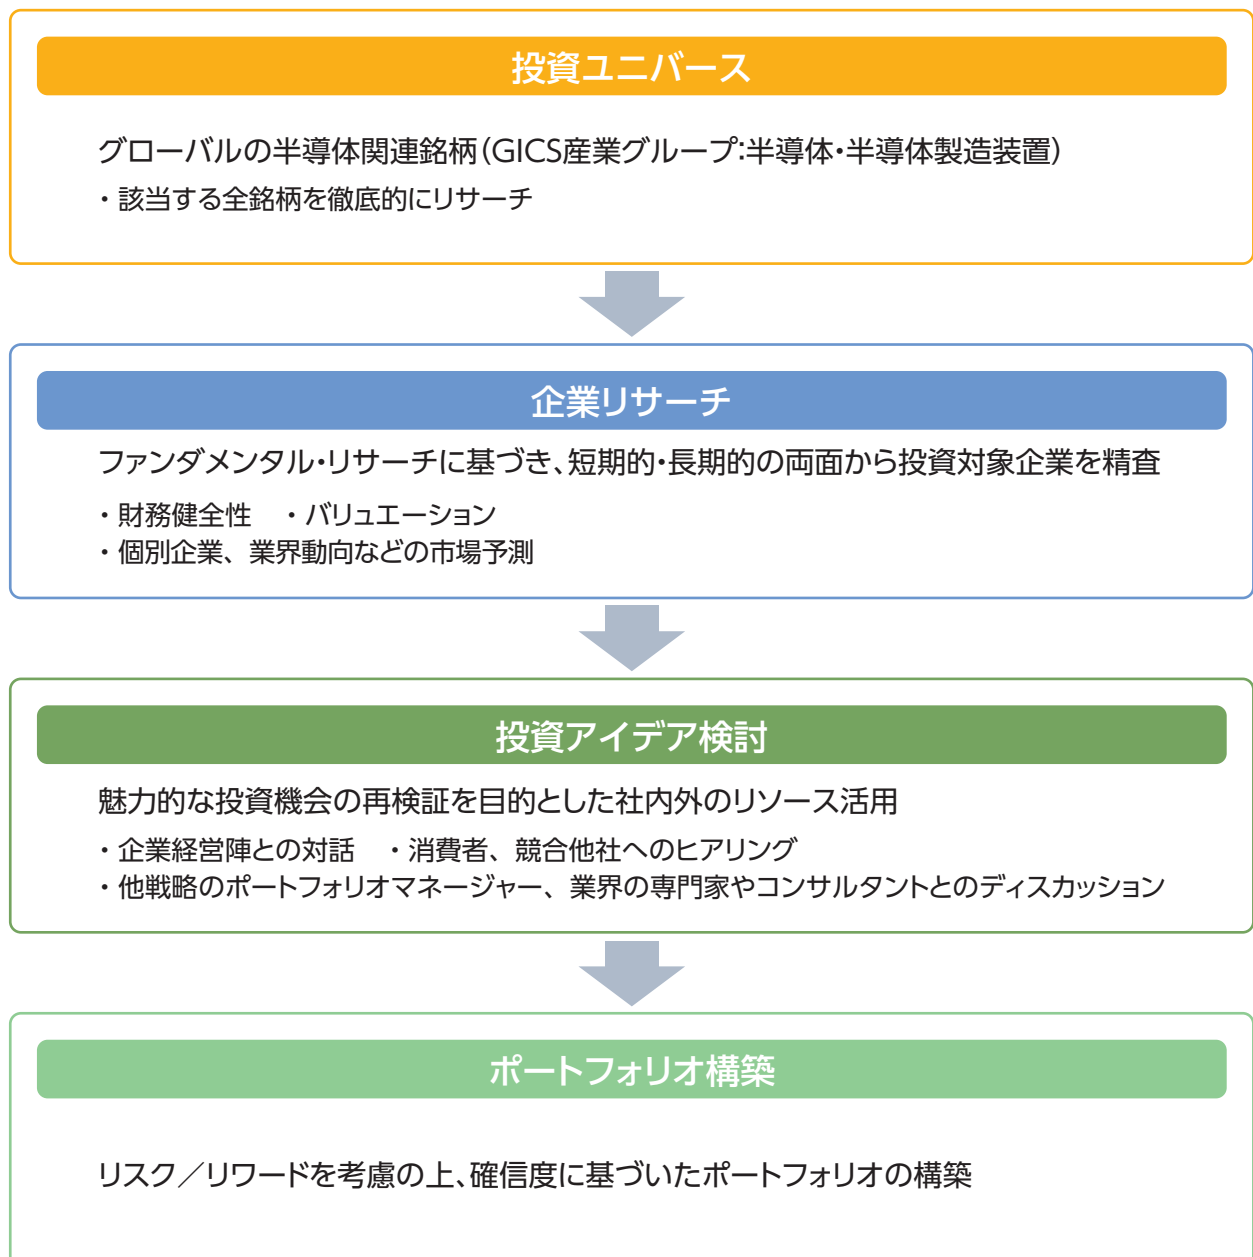 投資ユニバース
グローバルの半導体関連銘柄(GICS産業グループ:半導体・半導体製造装置)
・該当する全銘柄を徹底的にリサーチ
企業リサーチ
ファンダメンタル・リサーチに基づき、短期的・長期的の両面から投資対象企業を精査
・財務健全性　・バリュエーション
・個別企業、業界動向などの市場予測
投資アイデア検討
魅力的な投資機会の再検証を目的とした社内外のリソース活用
・企業経営陣との対話　・消費者、競合他社へのヒアリング
・他戦略のポートフォリオマネージャー、業界の専門家やコンサルタントとのディスカッション
ポートフォリオ構築
リスク／リワードを考慮の上、確信度に基づいたポートフォリオの構築